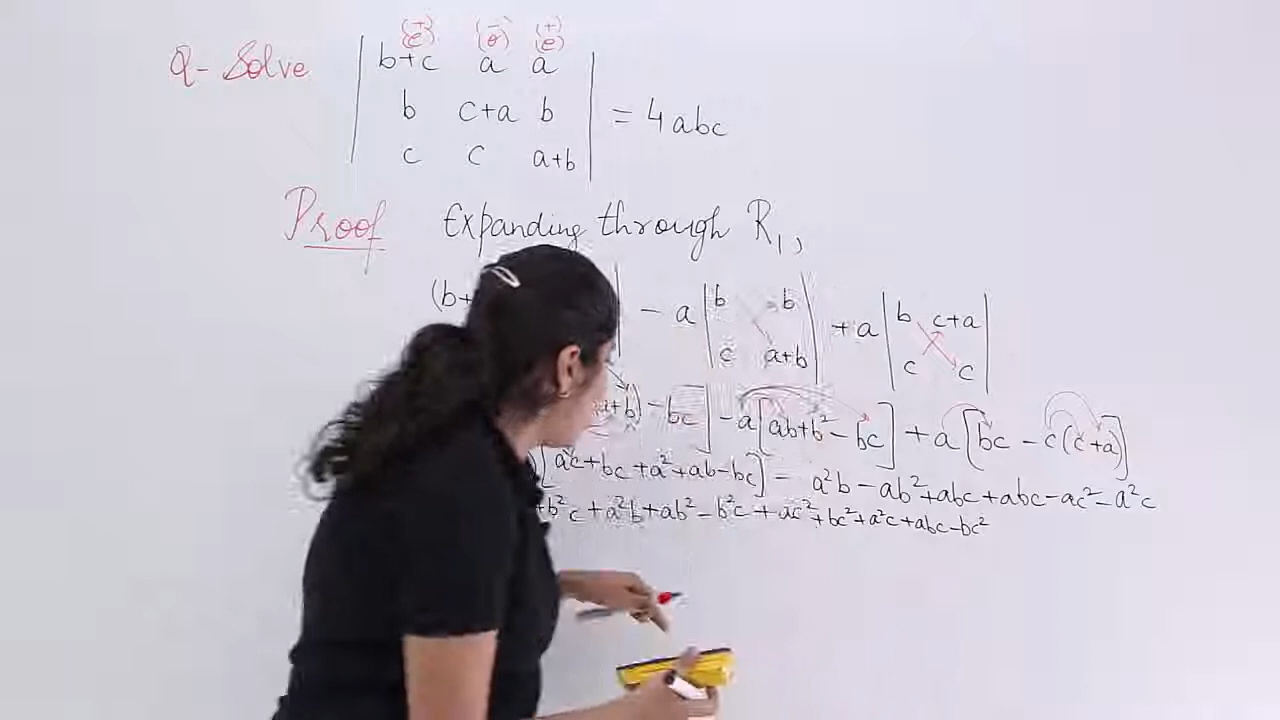 (+) (-) (+)
(e) (o) (e)
Q- Solve | b+c a a |
| b c+a b | = 4abc
| c c a+b |
Proof Expanding through R₁,
(b+ | - a | b b | + a | b c+a |
| | c a+b | | c c |
a+b) - bc] - a[ab+b² - bc] + a[bc - c(c+a)]
[ac+bc+a²+ab-bc] - a²b - ab² + abc + abc - ac² - a²c
+b²c + a²b + ab² - b²c + ac² + bc² + a²c + abc - bc²